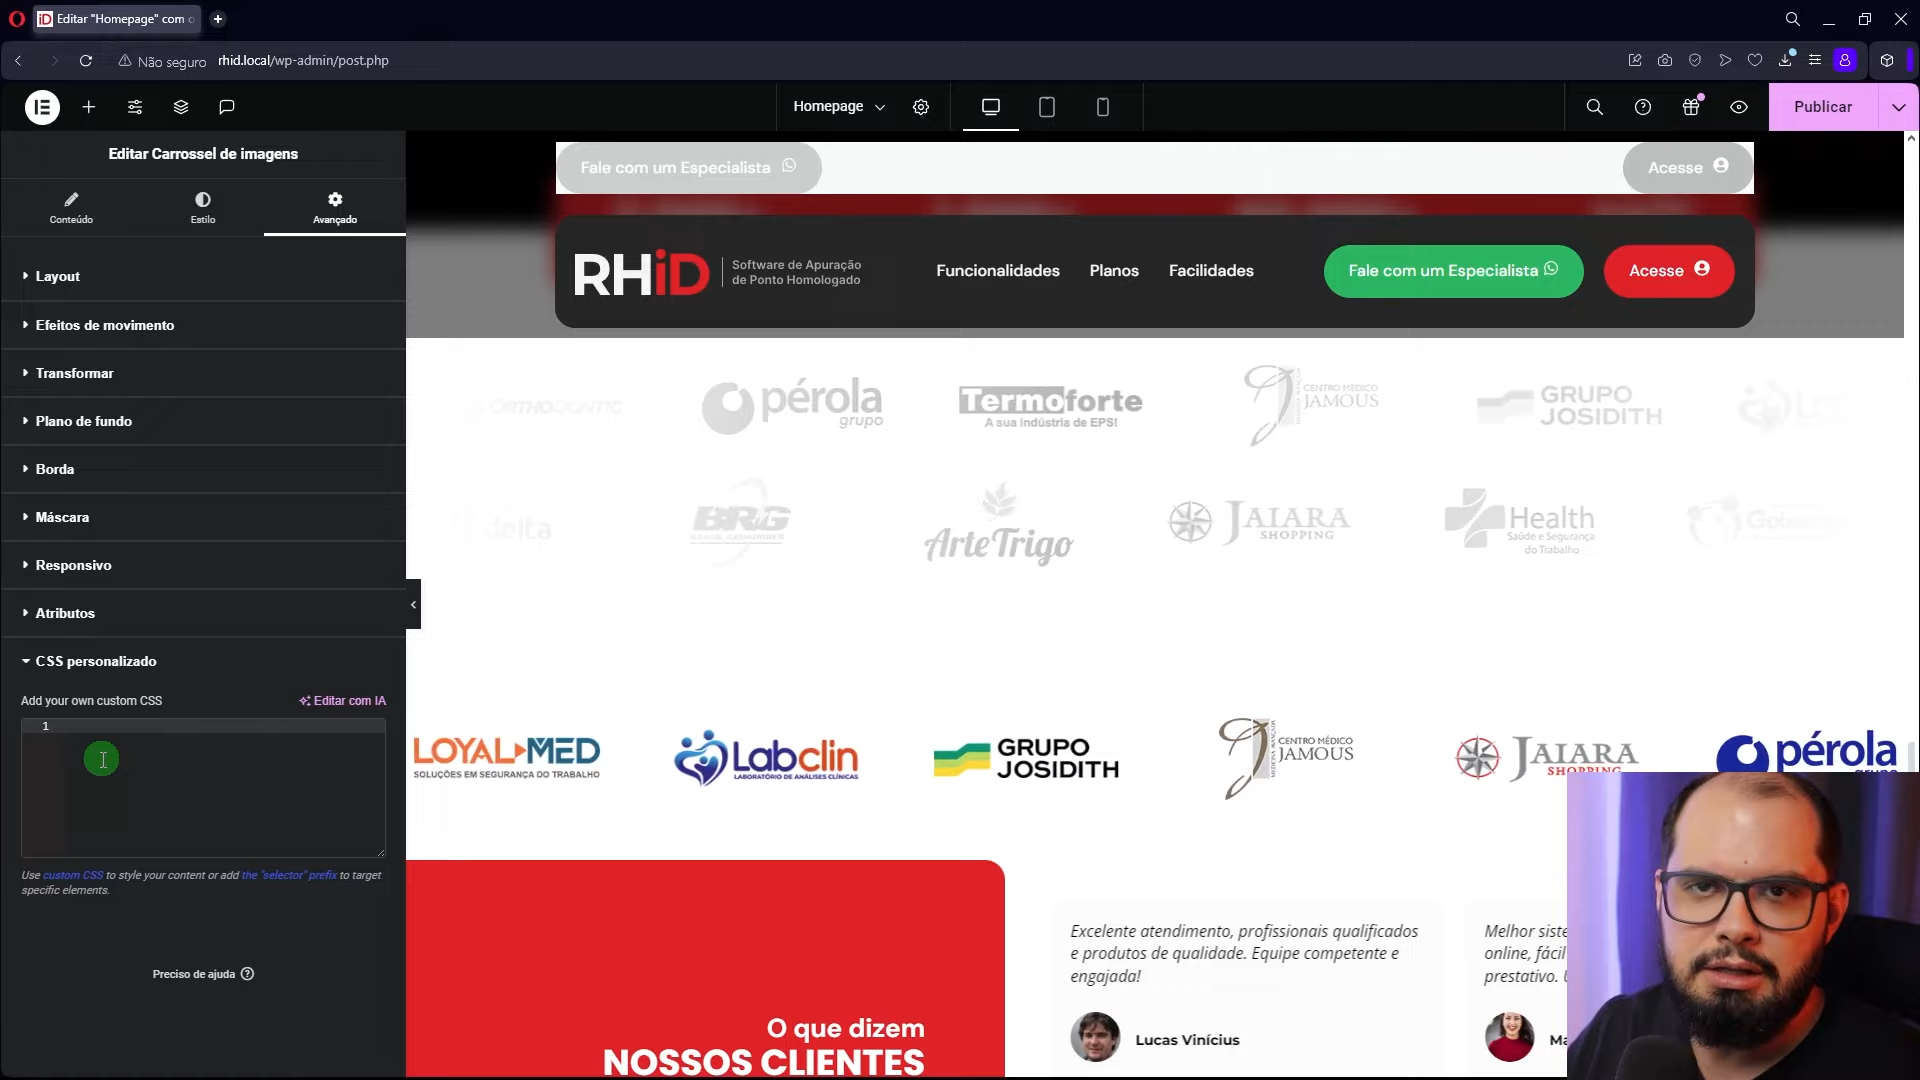 Editar "Homepage" com o
Não seguro
rhid.local/wp-admin/post.php
Homepage
Publicar
Editar Carrossel de imagens
Conteúdo
Estilo
Avançado
Layout
Efeitos de movimento
Transformar
Plano de fundo
Borda
Máscara
Responsivo
Atributos
CSS personalizado
Add your own custom CSS
Editar com IA
1
Use custom CSS to style your content or add the "selector" prefix to target
specific elements.
Preciso de ajuda
Fale com um Especialista
Acesse
RHiD
Software de Apuração
de Ponto Homologado
Funcionalidades
Planos
Facilidades
Fale com um Especialista
Acesse
ORTHODONTIC
pérola
grupo
Termoforte
A sua indústria de EPS!
CENTRO MÉDICO
JAMOUS
GRUPO
JOSIDITH
delta
BRG
ArteTrigo
JAIARA
SHOPPING
Health
Saúde e Segurança
do Trabalho
LOYAL MED
SOLUÇÕES EM SEGURANÇA DO TRABALHO
Labclin
LABORATÓRIO DE ANÁLISES CLÍNICAS
GRUPO
JOSIDITH
CENTRO MÉDICO
JAMOUS
JAIARA
SHOPPING
pérola
grupo
O que dizem
NOSSOS CLIENTES
Excelente atendimento, profissionais qualificados
e produtos de qualidade. Equipe competente e
engajada!
Lucas Vinícius
Melhor siste
online, fácil
prestativo.
Ma